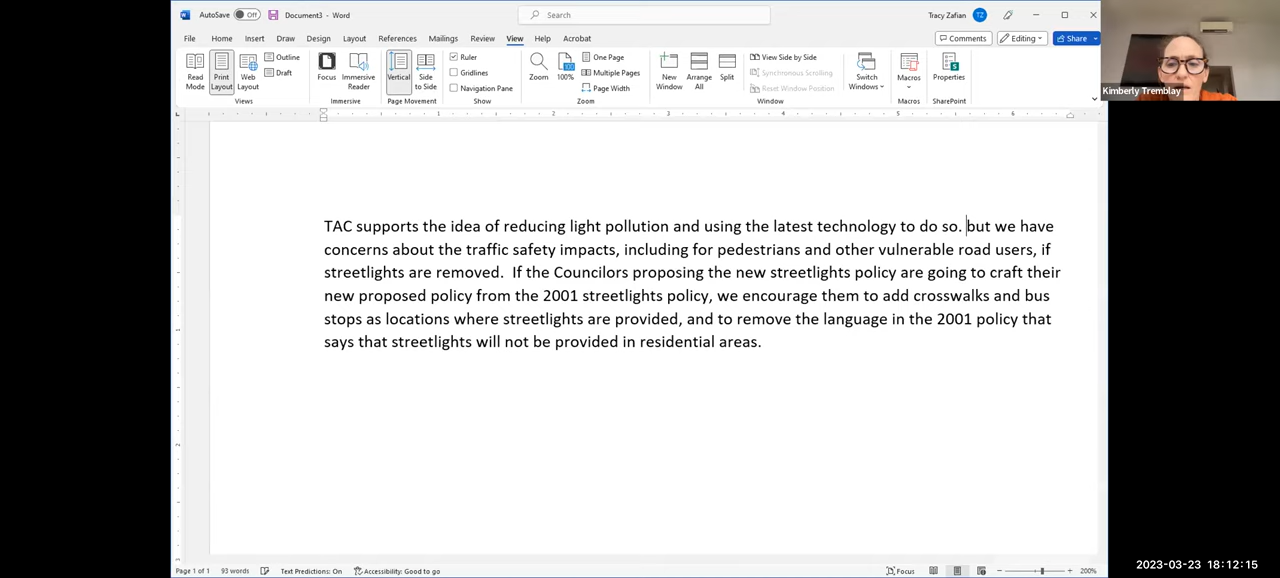 AutoSave Off Document3 - Word Search Tracy Zafian TZ
File Home Insert Draw Design Layout References Mailings Review View Help Acrobat Comments Editing Share
Read Mode Print Layout Web Layout Outline Draft Views
Focus Immersive Reader Immersive
Vertical Side to Side Page Movement
Ruler Gridlines Navigation Pane Show
Zoom 100% One Page Multiple Pages Page Width Zoom
New Window Arrange All Split View Side by Side Synchronous Scrolling Reset Window Position Switch Windows Window
Macros Macros
Properties SharePoint
Kimberly Tremblay
1 2 3 4 5 6
TAC supports the idea of reducing light pollution and using the latest technology to do so. but we have
concerns about the traffic safety impacts, including for pedestrians and other vulnerable road users, if
streetlights are removed.  If the Councilors proposing the new streetlights policy are going to craft their
new proposed policy from the 2001 streetlights policy, we encourage them to add crosswalks and bus
stops as locations where streetlights are provided, and to remove the language in the 2001 policy that
says that streetlights will not be provided in residential areas.
Page 1 of 1 93 words Text Predictions: On Accessibility: Good to go Focus 200%
2023-03-23 18:12:15